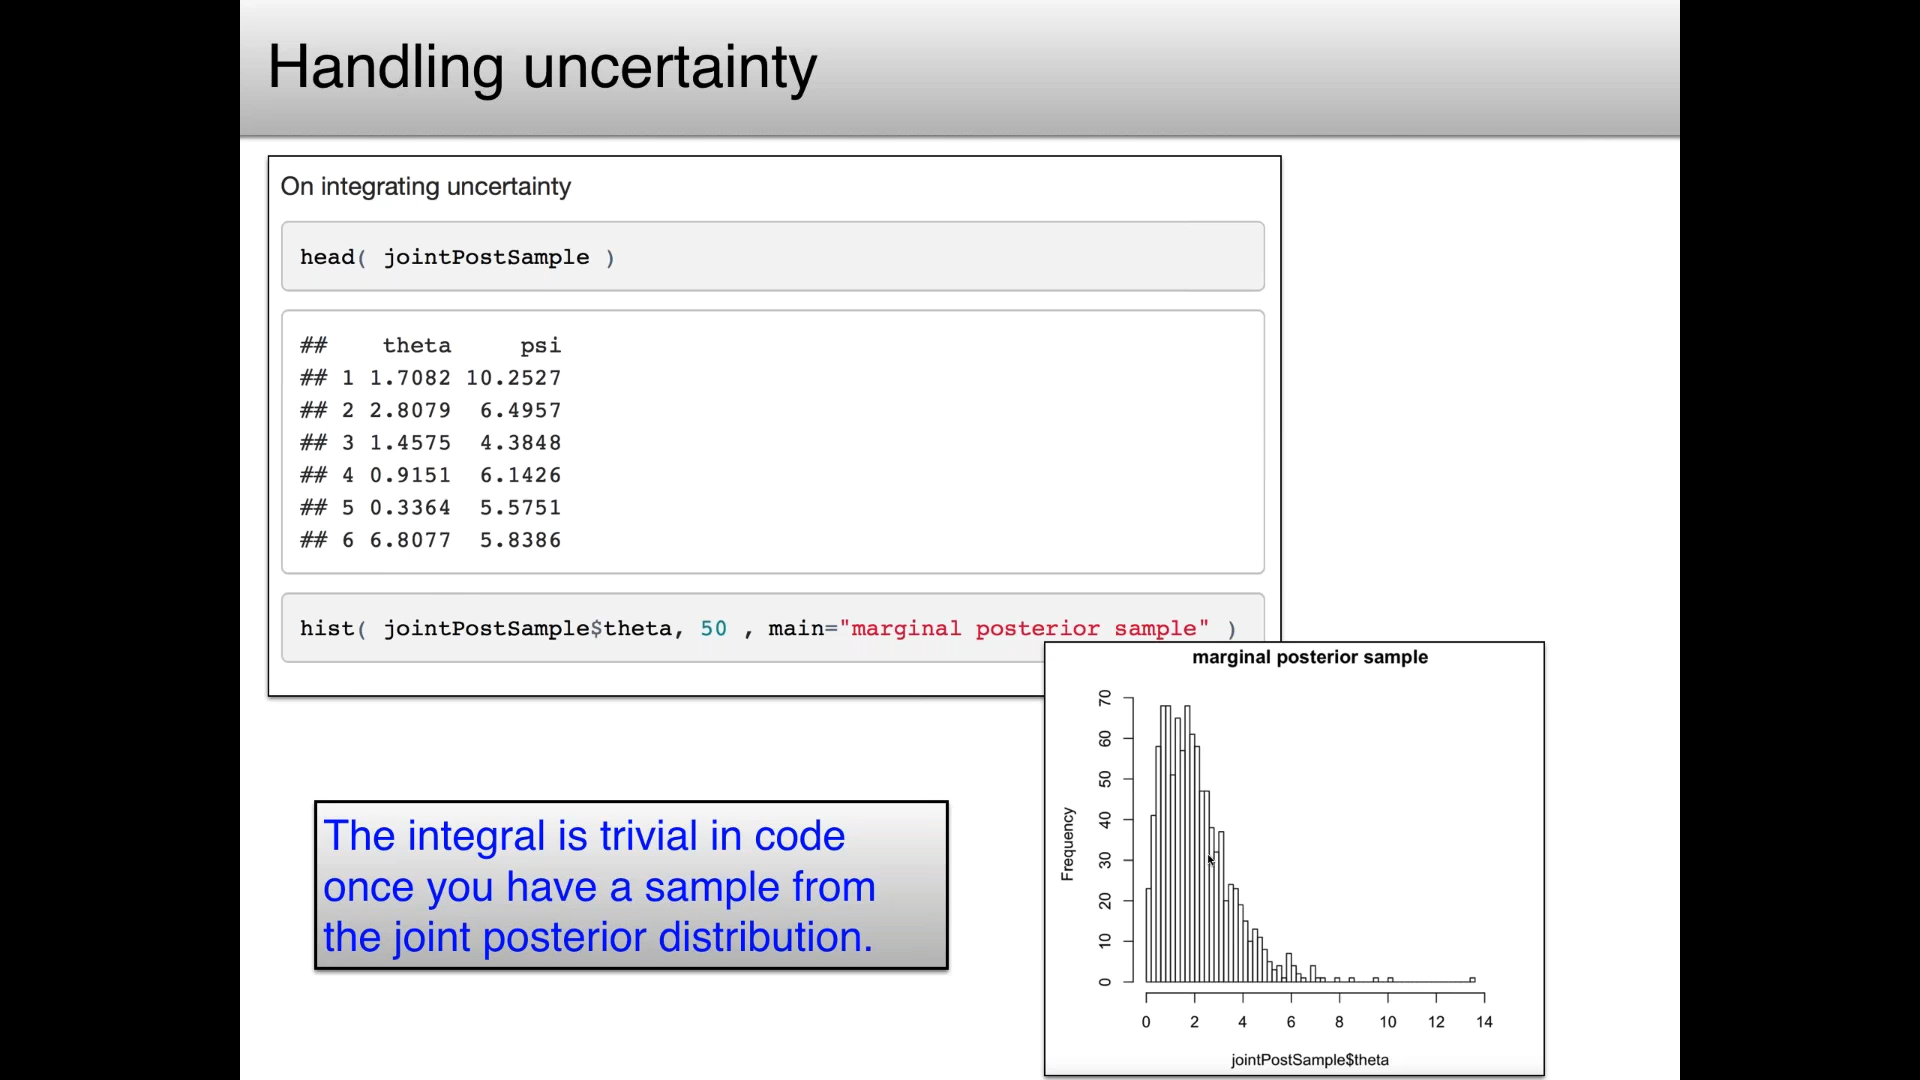 Handling uncertainty
On integrating uncertainty
head( jointPostSample )
##    theta     psi
## 1 1.7082 10.2527
## 2 2.8079  6.4957
## 3 1.4575  4.3848
## 4 0.9151  6.1426
## 5 0.3364  5.5751
## 6 6.8077  5.8386
hist( jointPostSample$theta, 50 , main="marginal posterior sample" )
The integral is trivial in code
once you have a sample from
the joint posterior distribution.
marginal posterior sample
Frequency
70
60
50
40
30
20
10
0
0 2 4 6 8 10 12 14
jointPostSample$theta